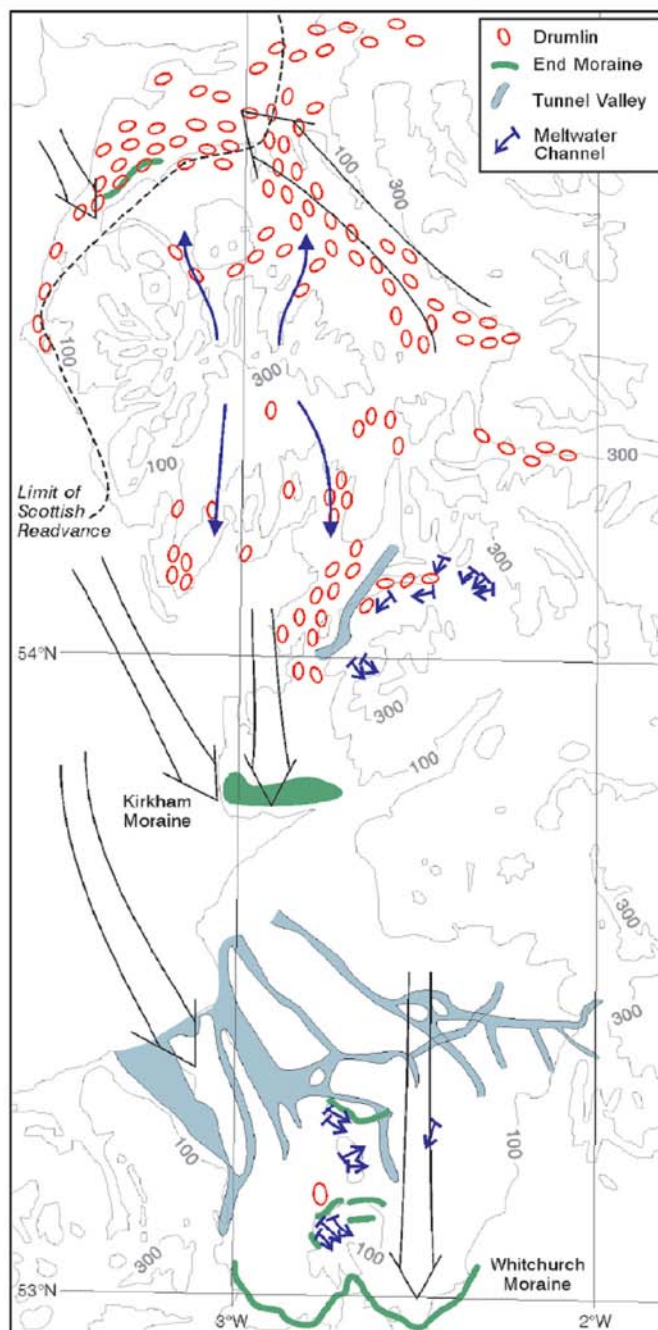 Drumlin
End Moraine
Tunnel Valley
Meltwater
Channel
100
300
100
300
100
300
Limit of
Scottish
Readvance
300
54°N
300
100
Kirkham
Moraine
300
300
100
100
300
100
Whitchurch
Moraine
53°N
3°W
2°W